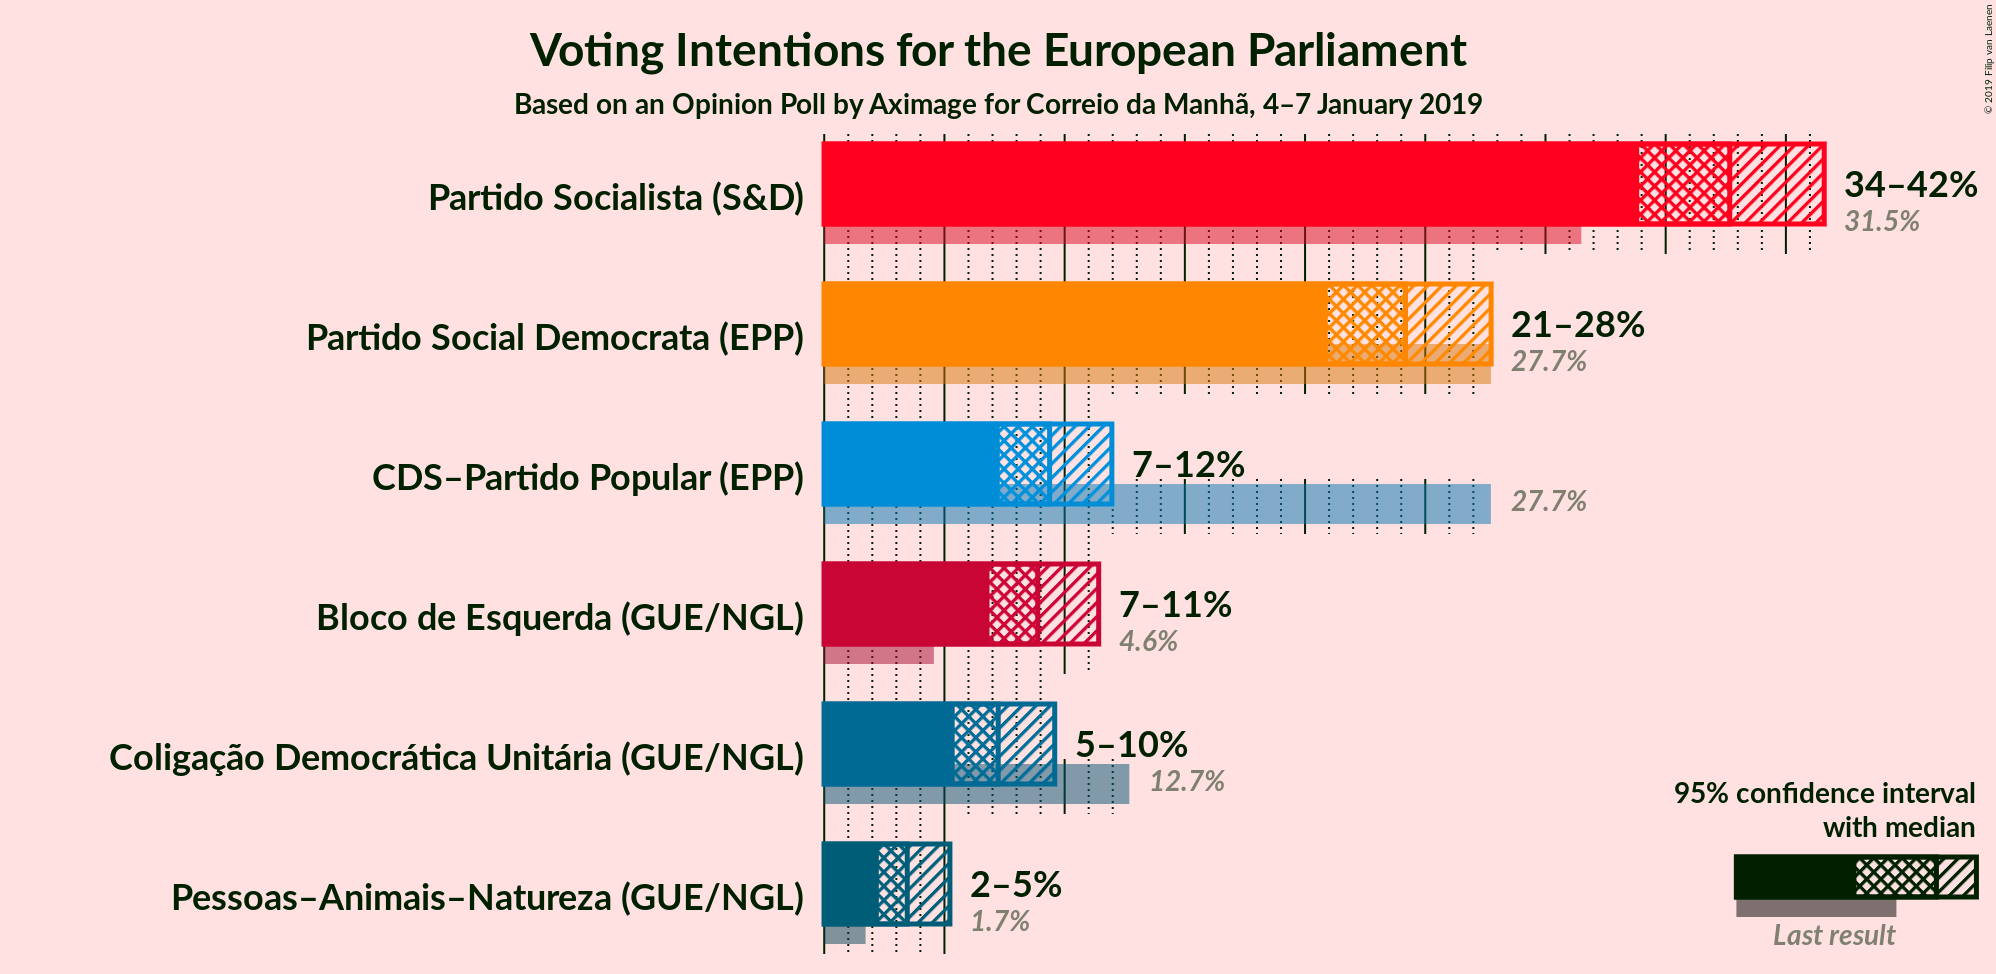 Voting Intentions for the European Parliament
Based on an Opinion Poll by Aximage for Correio da Manhã, 4–7 January 2019
© 2019 Filip van Laenen
Partido Socialista (S&D)
34–42%
31.5%
Partido Social Democrata (EPP)
21–28%
27.7%
CDS–Partido Popular (EPP)
7–12%
27.7%
Bloco de Esquerda (GUE/NGL)
7–11%
4.6%
Coligação Democrática Unitária (GUE/NGL)
5–10%
12.7%
Pessoas–Animais–Natureza (GUE/NGL)
2–5%
1.7%
95% confidence interval
with median
Last result